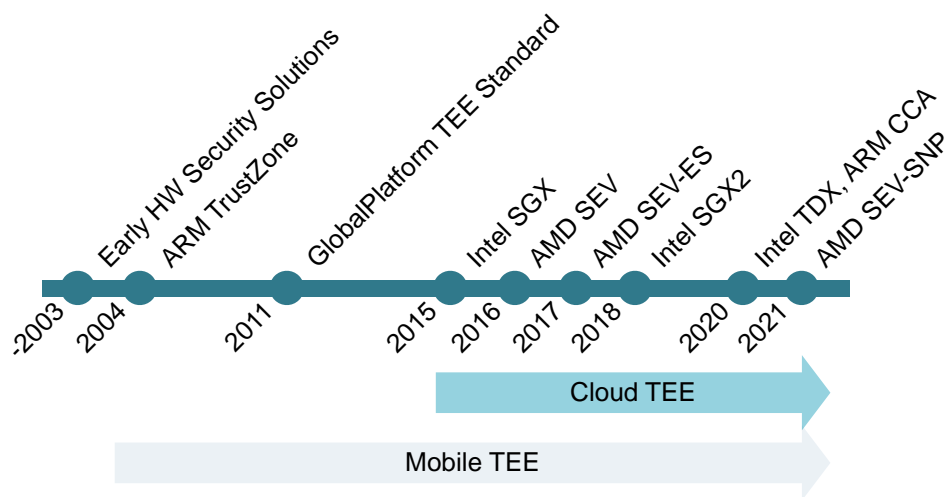 Early HW Security Solutions
ARM TrustZone
GlobalPlatform TEE Standard
Intel SGX
AMD SEV
AMD SEV-ES
Intel SGX2
Intel TDX, ARM CCA
AMD SEV-SNP
-2003
2004
2011
2015
2016
2017
2018
2020
2021
Cloud TEE
Mobile TEE